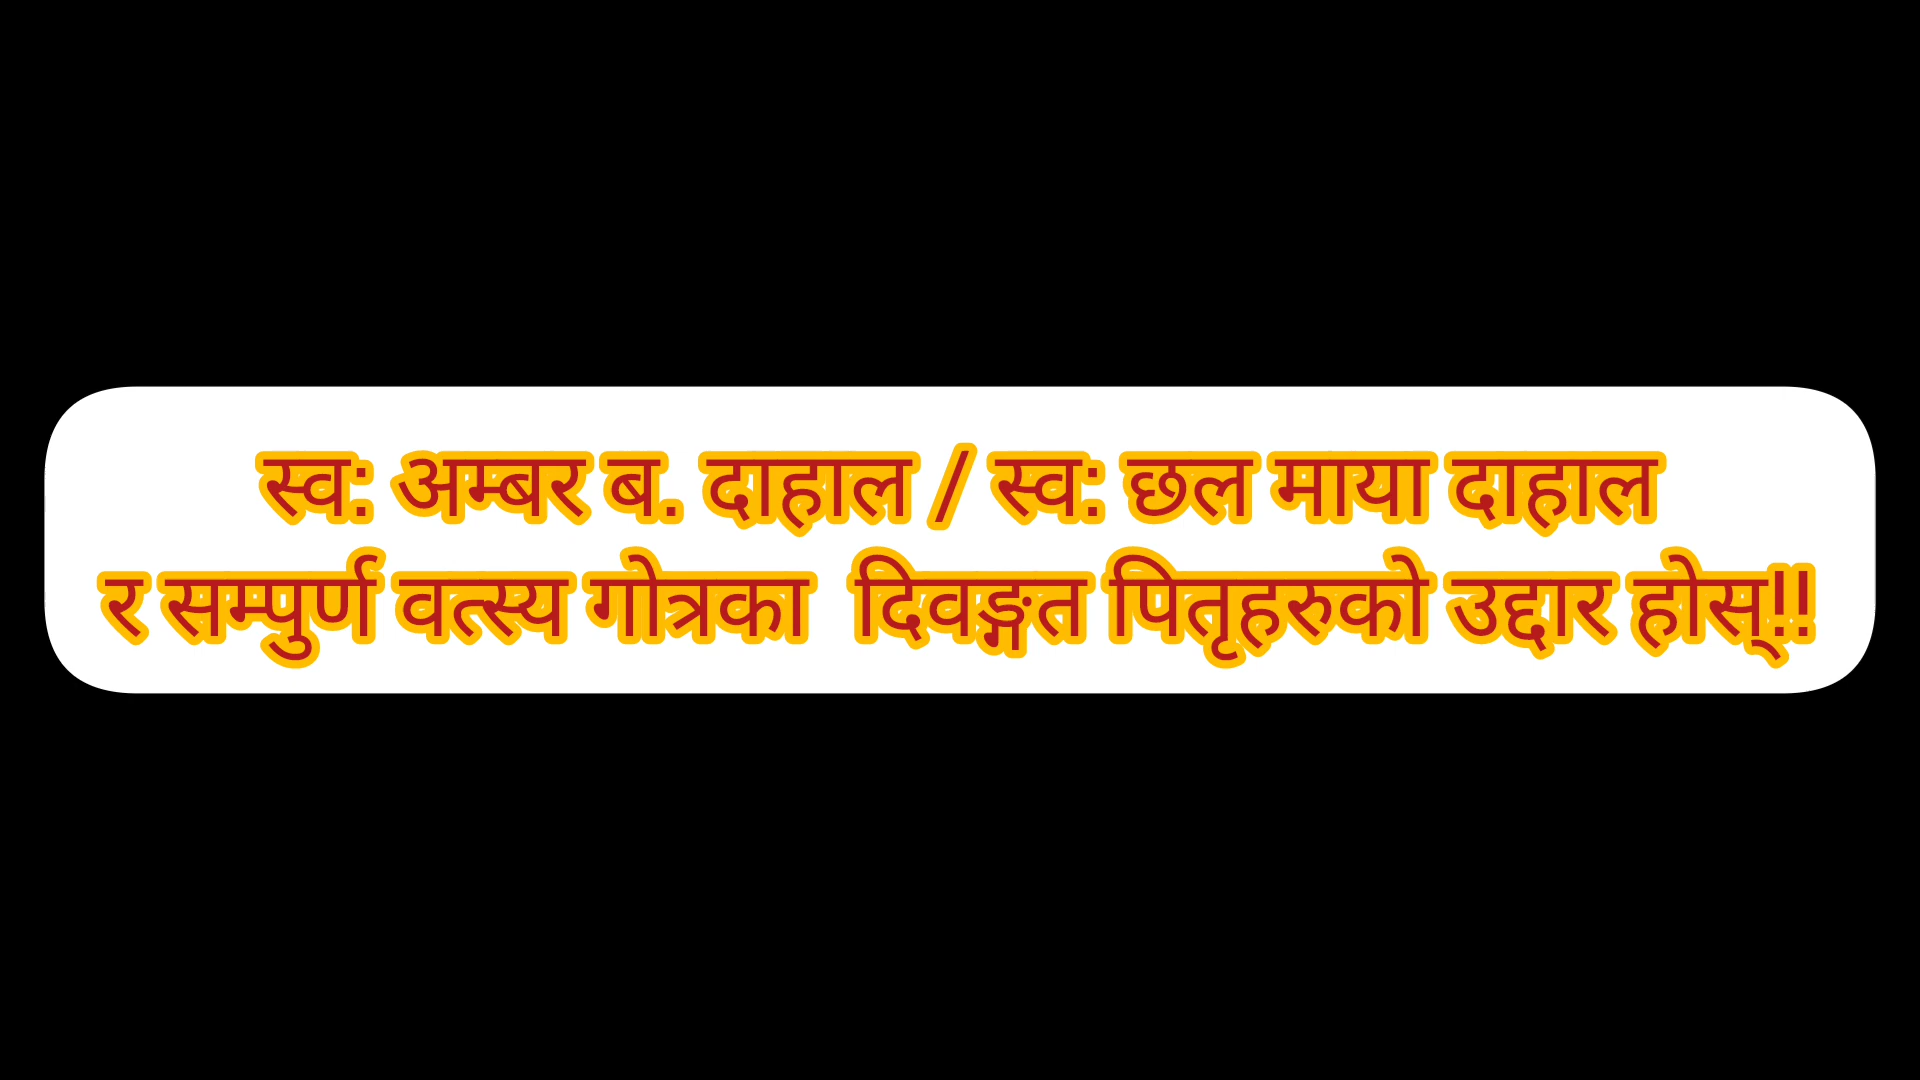 स्व: अम्बर ब. दाहाल / स्व: छल माया दाहाल
र सम्पुर्ण वत्स्य गोत्रका  दिवङ्गत पितृहरुको उद्दार होस्!!